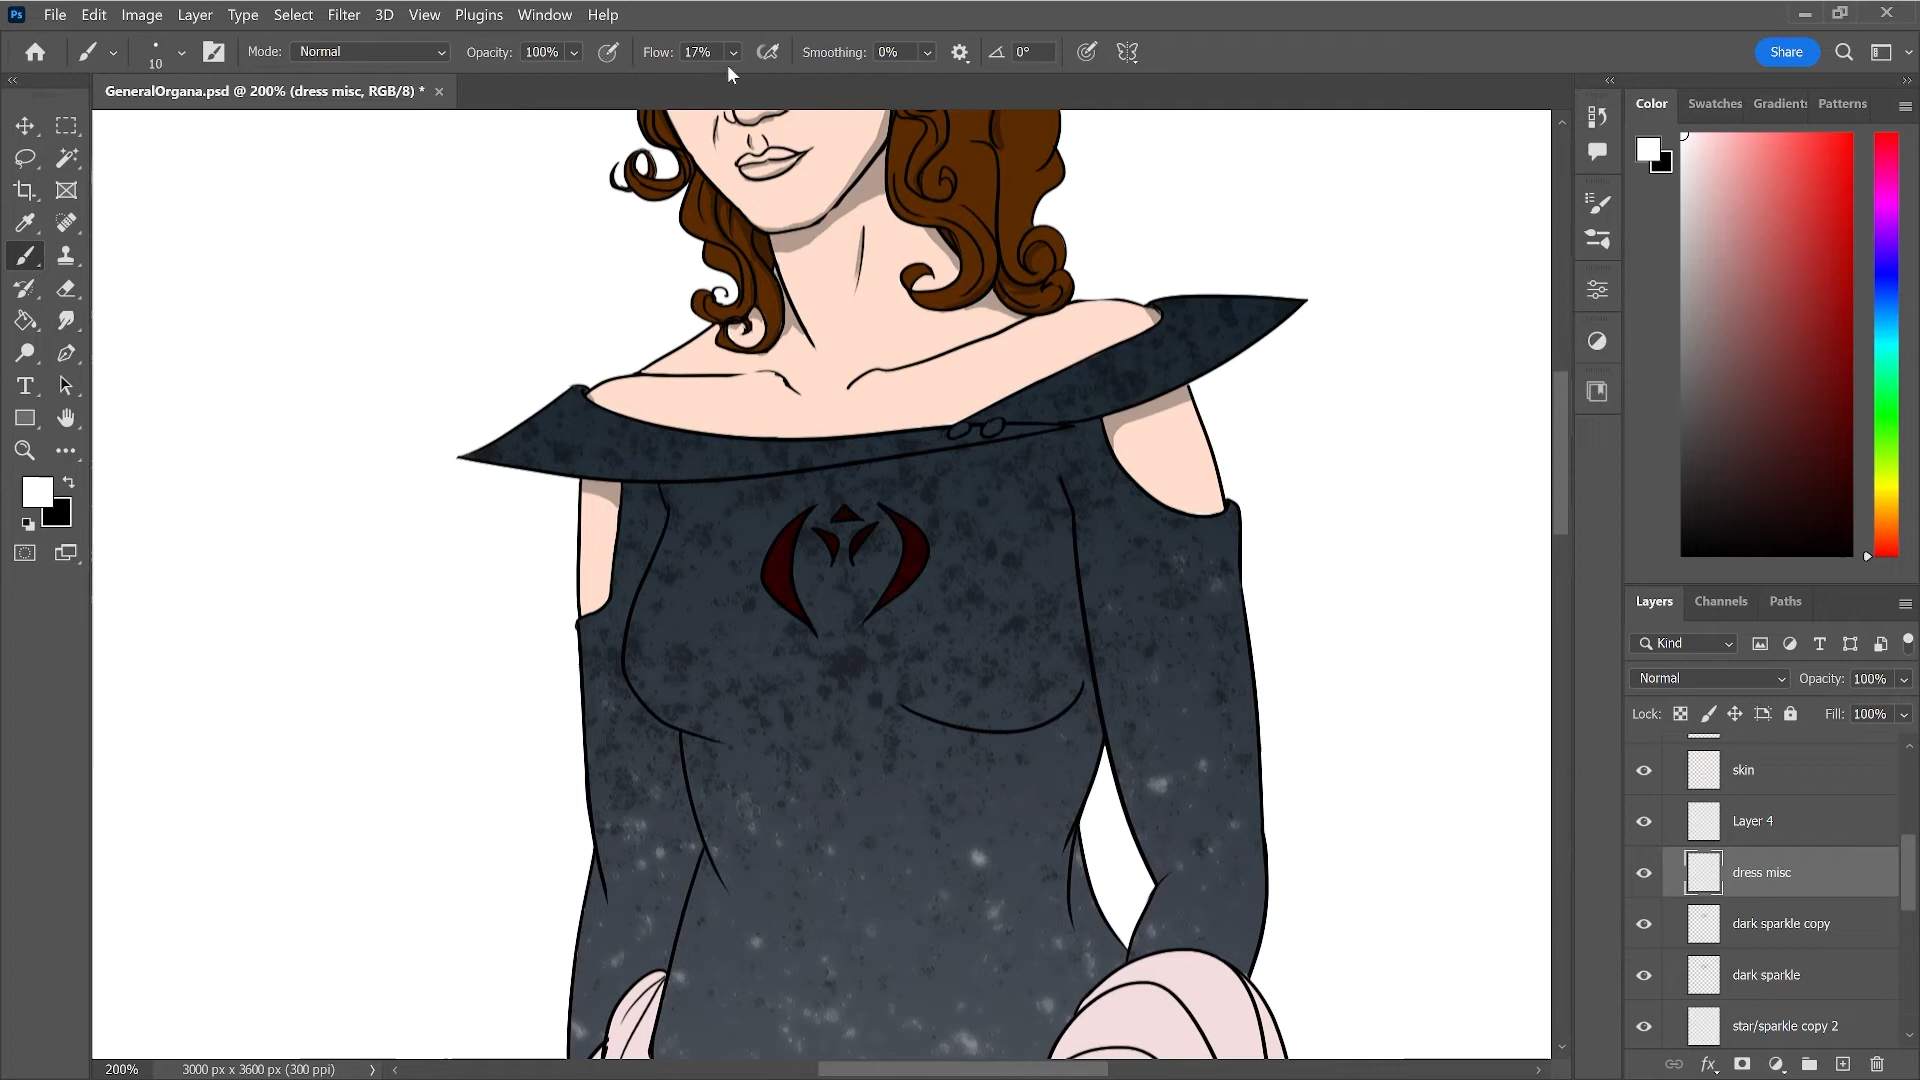 Ps File Edit Image Layer Type Select Filter 3D View Plugins Window Help
10 Mode: Normal Opacity: 100% Flow: 17% Smoothing: 0% 0° Share
GeneralOrgana.psd @ 200% (dress misc, RGB/8) *
Color Swatches Gradients Patterns
Layers Channels Paths
Kind
Normal Opacity: 100%
Lock: Fill: 100%
skin
Layer 4
dress misc
dark sparkle copy
dark sparkle
star/sparkle copy 2
200% 3000 px x 3600 px (300 ppi)